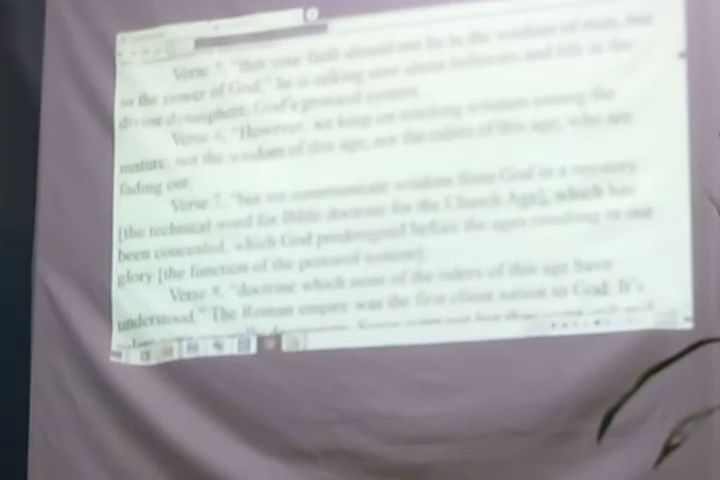 Verse 5, "But your faith should not be in the wisdom of men, but
in the power of God," he is talking now about believers and life in the
divine dynasphere, God's protocol system.
Verse 6, "However, we keep on teaching wisdom among the
mature, not the wisdom of this age, nor the rulers of this age, who are
fading out.
Verse 7, "but we communicate wisdom from God in a mystery
[the technical word for Bible doctrine for the Church Age], which has
been concealed, which God predesigned before the ages resulting in our
glory [the function of the protocol system].
Verse 8, "doctrine which none of the rulers of this age have
understood." The Roman empire was the first client nation to God. It's